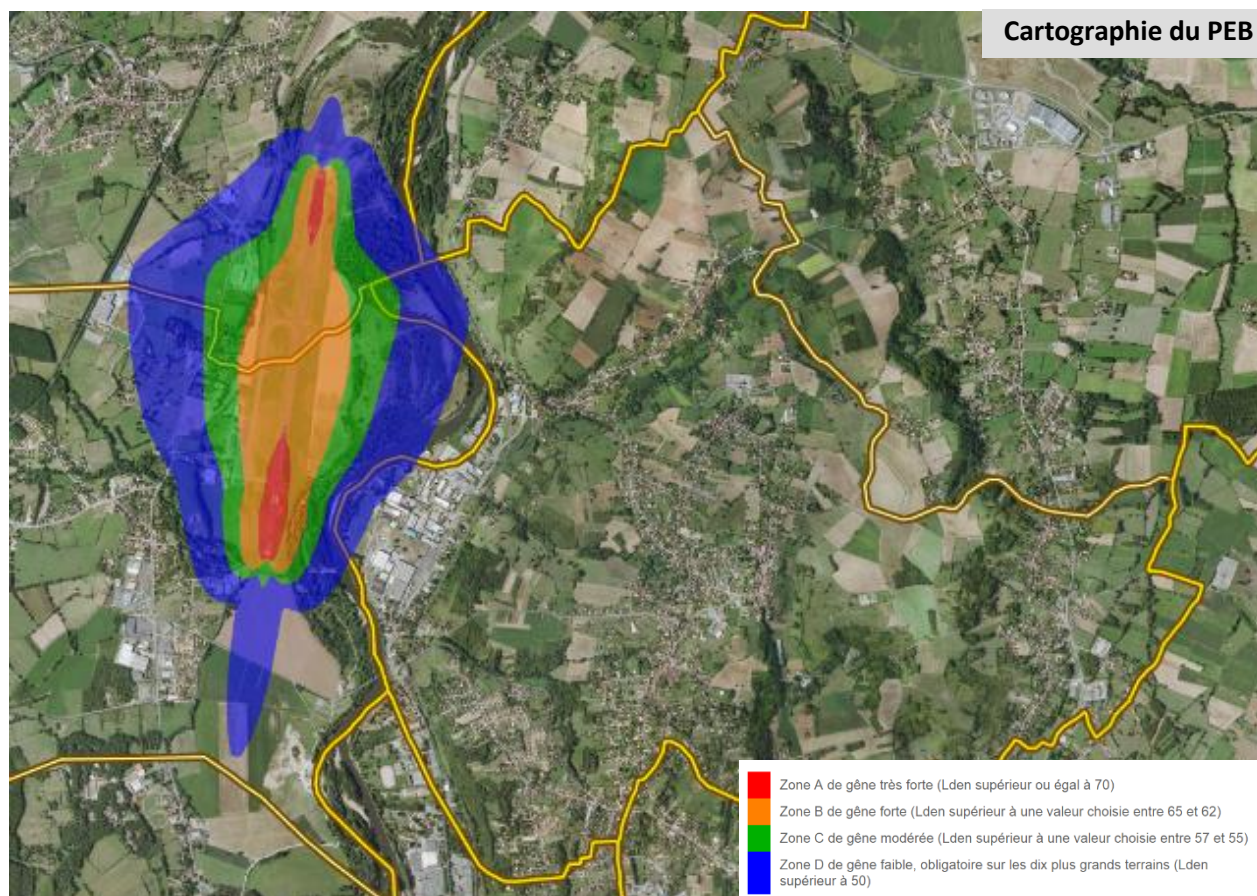 Cartographie du PEB
Zone A de gêne très forte (Lden supérieur ou égal à 70)
Zone B de gêne forte (Lden supérieur à une valeur choisie entre 65 et 62)
Zone C de gêne modérée (Lden supérieur à une valeur choisie entre 57 et 55)
Zone D de gêne faible, obligatoire sur les dix plus grands terrains (Lden
supérieur à 50)